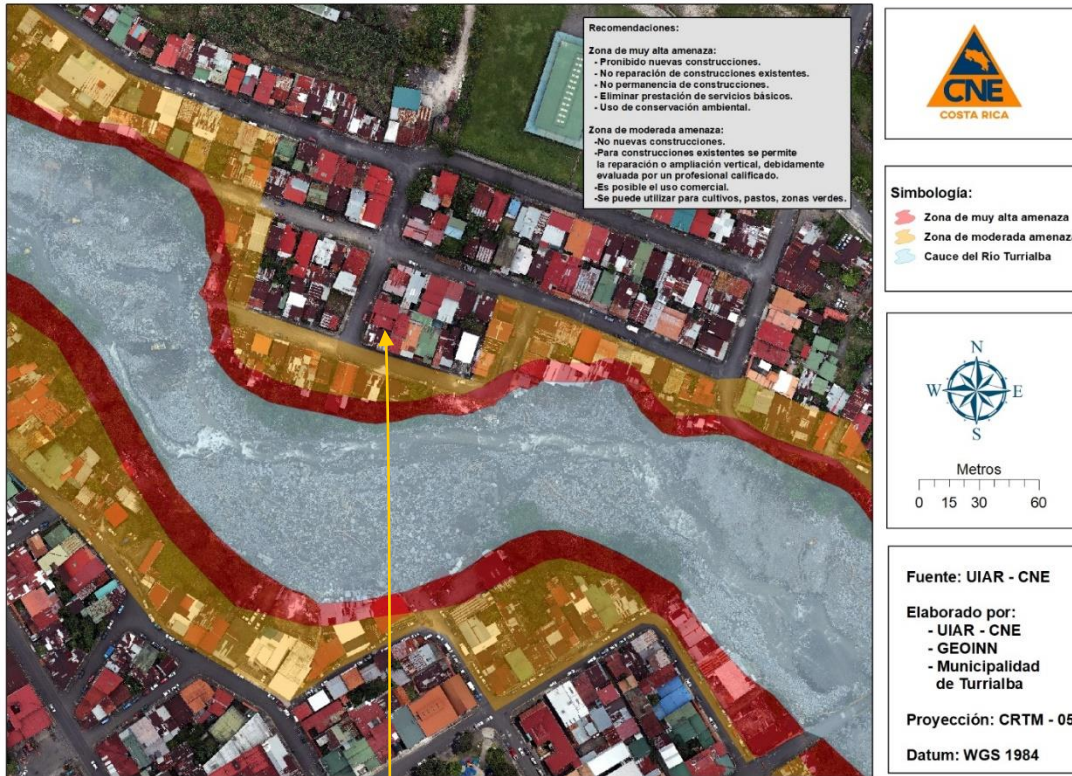 Recomendaciones:
Zona de muy alta amenaza:
- Prohibido nuevas construcciones.
- No reparación de construcciones existentes.
- No permanencia de construcciones.
- Eliminar prestación de servicios básicos.
- Uso de conservación ambiental.
Zona de moderada amenaza:
-No nuevas construcciones.
-Para construcciones existentes se permite
la reparación o ampliación vertical, debidamente
evaluada por un profesional calificado.
-Es posible el uso comercial.
-Se puede utilizar para cultivos, pastos, zonas verdes.
CNE
COSTA RICA
Simbología:
Zona de muy alta amenaza
Zona de moderada amenaza
Cauce del Río Turrialba
N
W E
S
Metros
0 15 30 60
Fuente: UIAR - CNE
Elaborado por:
- UIAR - CNE
- GEOINN
- Municipalidad
de Turrialba
Proyección: CRTM - 05
Datum: WGS 1984